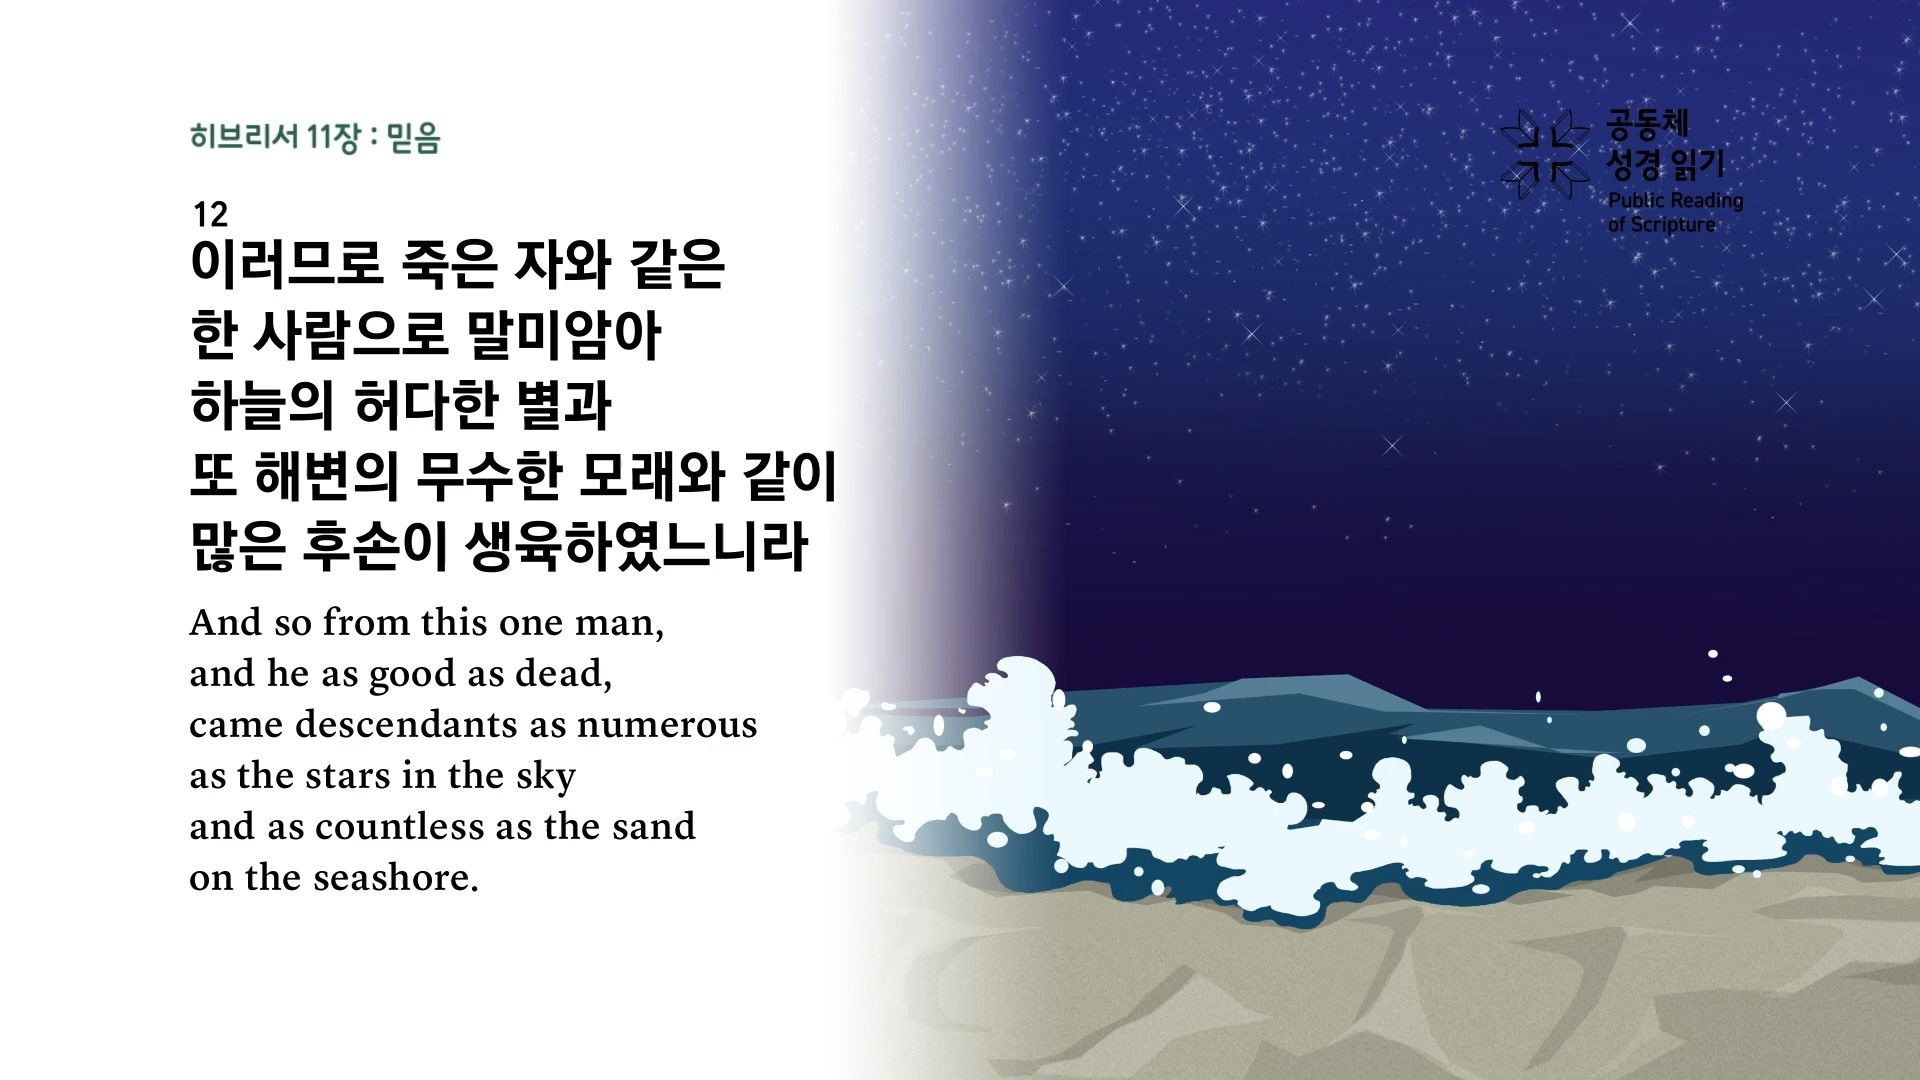 히브리서 11장 : 믿음
12
이러므로 죽은 자와 같은
한 사람으로 말미암아
하늘의 허다한 별과
또 해변의 무수한 모래와 같이
많은 후손이 생육하였느니라
And so from this one man,
and he as good as dead,
came descendants as numerous
as the stars in the sky
and as countless as the sand
on the seashore.
공동체
성경 읽기
Public Reading
of Scripture